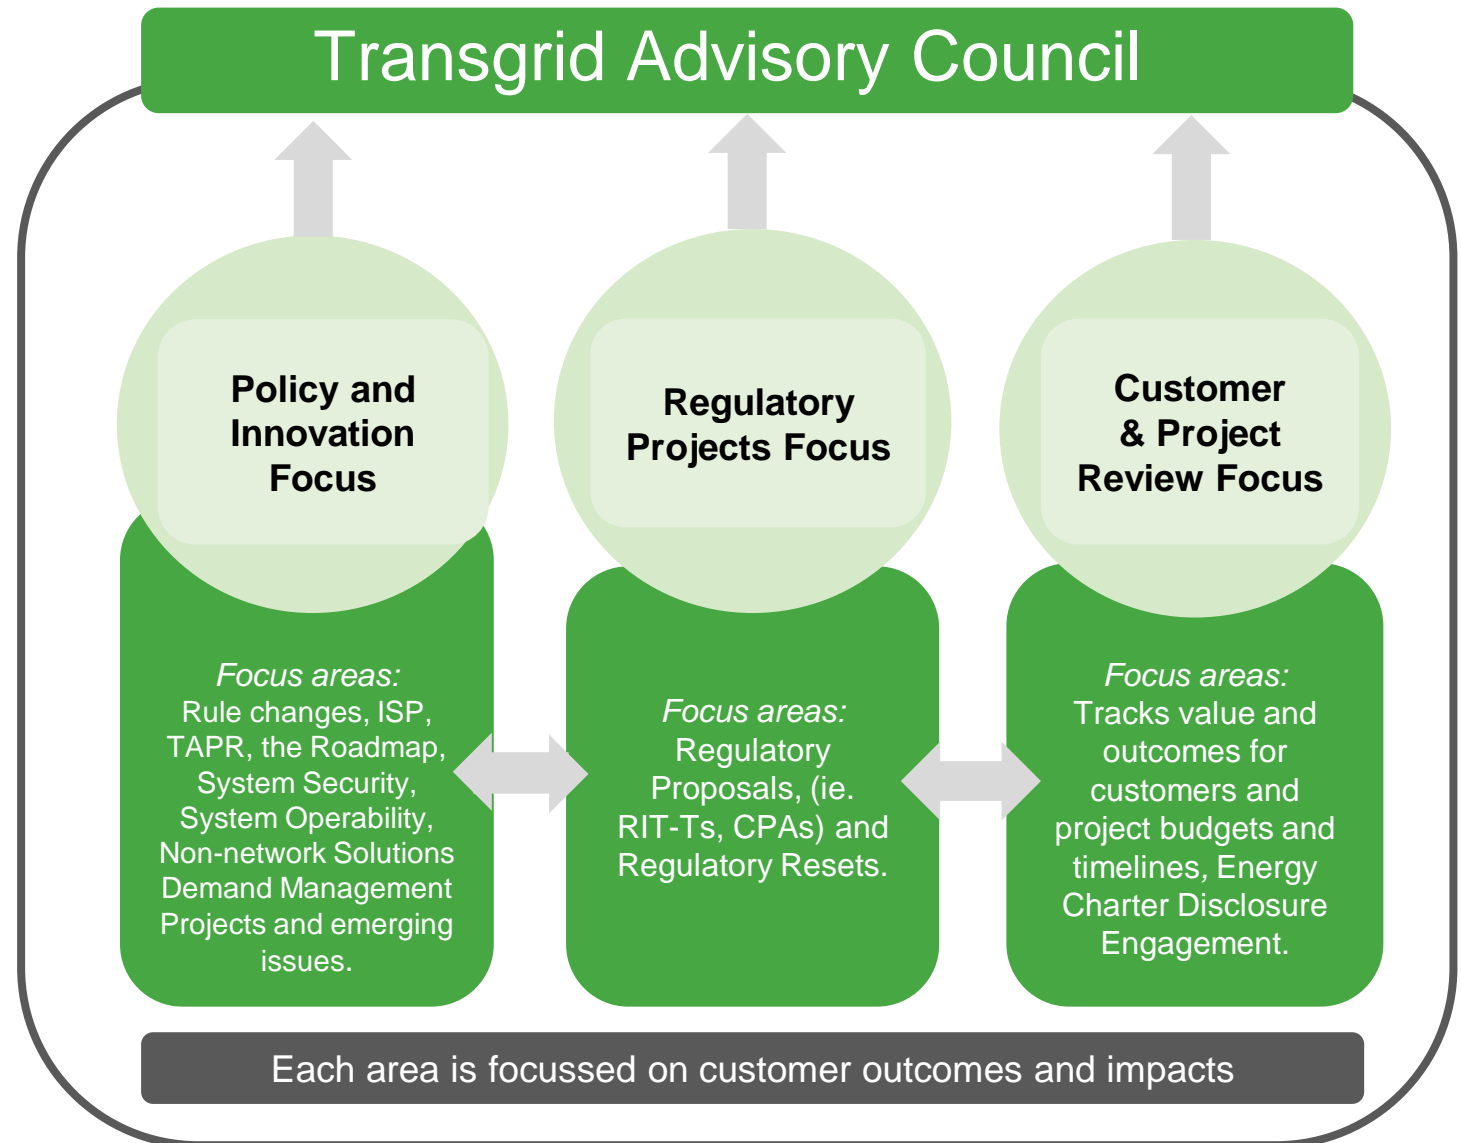 Transgrid Advisory Council
Policy and
Innovation
Focus
Focus areas:
Rule changes, ISP,
TAPR, the Roadmap,
System Security,
System Operability,
Non-network Solutions
Demand Management
Projects and emerging
issues.
Regulatory
Projects Focus
Focus areas:
Regulatory
Proposals, (ie.
RIT-Ts, CPAs) and
Regulatory Resets.
Customer
& Project
Review Focus
Focus areas:
Tracks value and
outcomes for
customers and
project budgets and
timelines, Energy
Charter Disclosure
Engagement.
Each area is focussed on customer outcomes and impacts